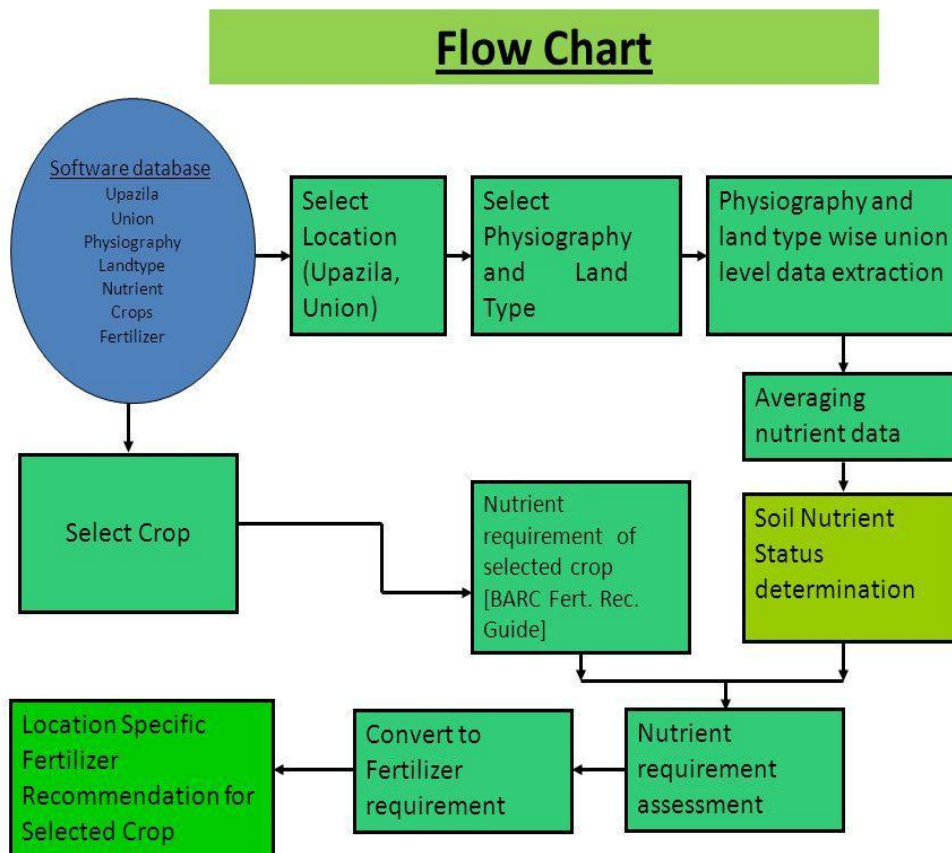 Flow Chart
Software database
Upazila
Union
Physiography
Landtype
Nutrient
Crops
Fertilizer
Select
Location
(Upazila,
Union)
Select
Physiography
and Land
Type
Physiography and
land type wise union
level data extraction
Averaging
nutrient data
Select Crop
Nutrient
requirement of
selected crop
[BARC Fert. Rec.
Guide]
Soil Nutrient
Status
determination
Location Specific
Fertilizer
Recommendation for
Selected Crop
Convert to
Fertilizer
requirement
Nutrient
requirement
assessment